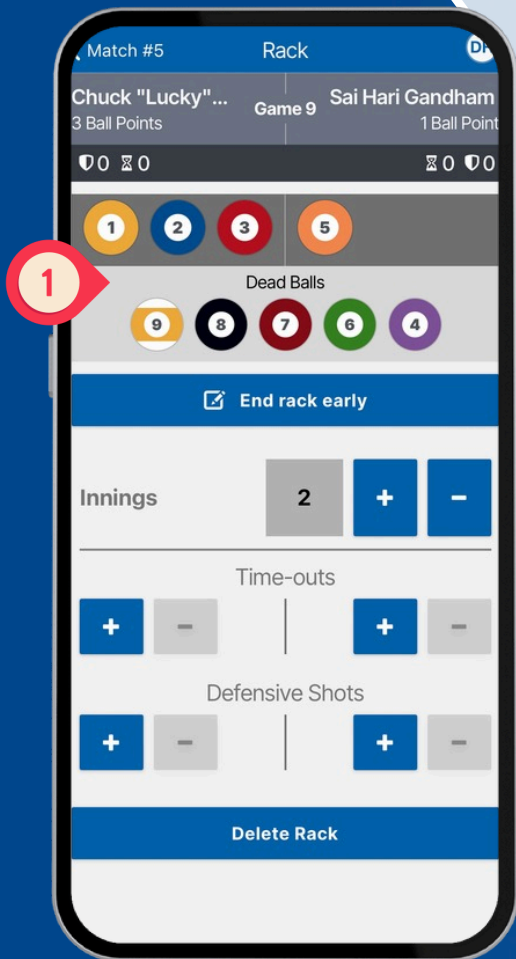 Match #5 Rack DP
Chuck "Lucky"... Game 9 Sai Hari Gandham
3 Ball Points 1 Ball Point
0 0 0 0
1 2 3 5
1
Dead Balls
9 8 7 6 4
End rack early
Innings 2 + -
Time-outs
+ - + -
Defensive Shots
+ - + -
Delete Rack